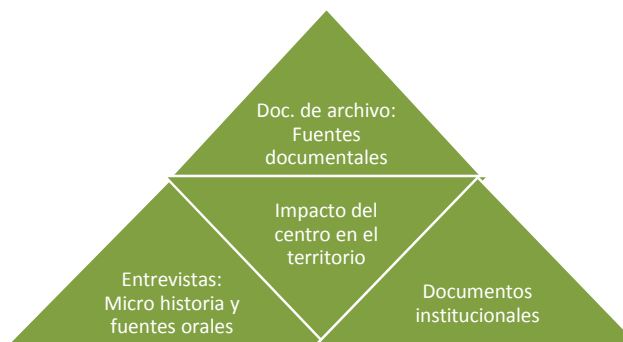 Doc. de archivo:
Fuentes
documentales
Impacto del
centro en el
territorio
Entrevistas:
Micro historia y
fuentes orales
Documentos
institucionales